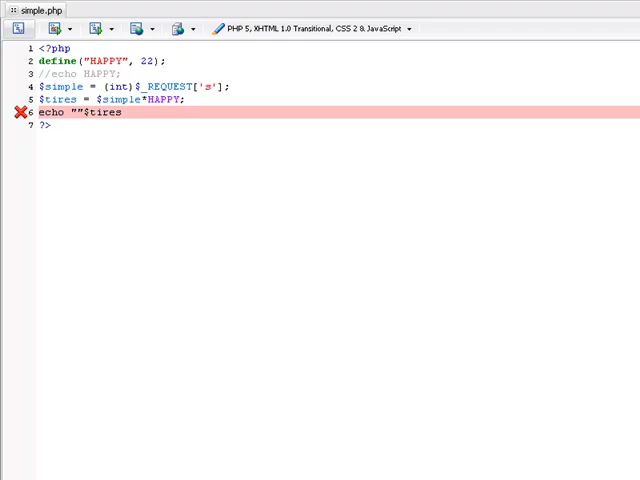 simple.php
PHP 5, XHTML 1.0 Transitional, CSS 2 & JavaScript
1 <?php
2 define("HAPPY", 22);
3 //echo HAPPY;
4 $simple = (int)$_REQUEST['s'];
5 $tires = $simple*HAPPY;
6 echo ""$tires
7 ?>